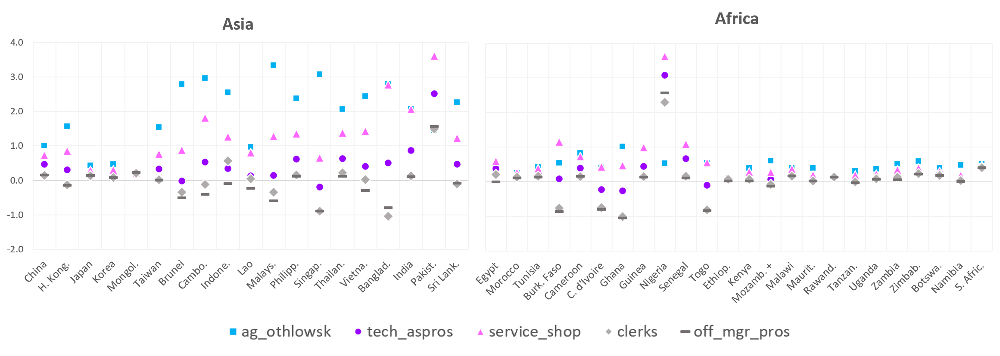 Asia
Africa
4.0
3.0
2.0
1.0
0.0
-1.0
-2.0
China
H. Kong.
Japan
Korea
Mongol.
Taiwan
Brunei
Cambo.
Indone.
Lao
Malays.
Philipp.
Singap.
Thailan.
Vietna.
Banglad.
India
Pakist.
Sri Lank.
Egypt
Morocco
Tunisia
Burk. Faso
Cameroon
C. d'Ivoire
Ghana
Guinea
Nigeria
Senegal
Togo
Ethiop.
Kenya
Mozamb. +
Malawi
Maurit.
Rawand.
Tanzan.
Uganda
Zambia
Zimbab.
Botswa.
Namibia
S. Afric.
ag_othlowsk tech_aspros service_shop clerks off_mgr_pros